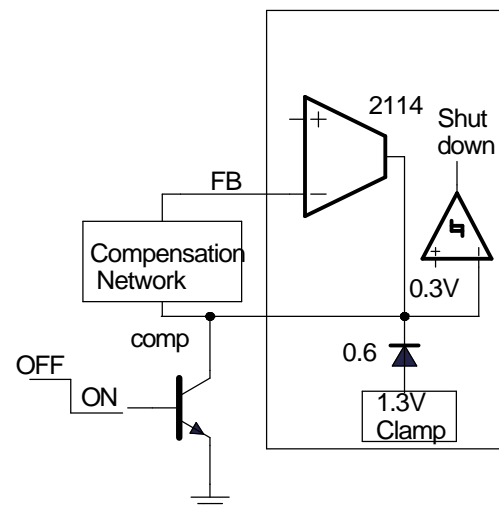 2114
Shut
down
FB
+
−
Compensation
Network
+
−
0.3V
comp
0.6
OFF
ON
1.3V
Clamp